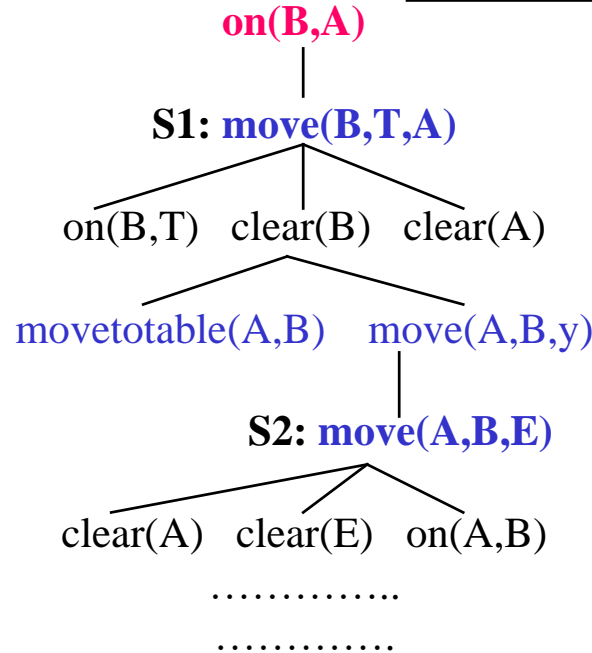 on(B,A)
S1: move(B,T,A)
on(B,T) clear(B) clear(A)
movetotable(A,B) move(A,B,y)
S2: move(A,B,E)
clear(A) clear(E) on(A,B)
…………..
………….